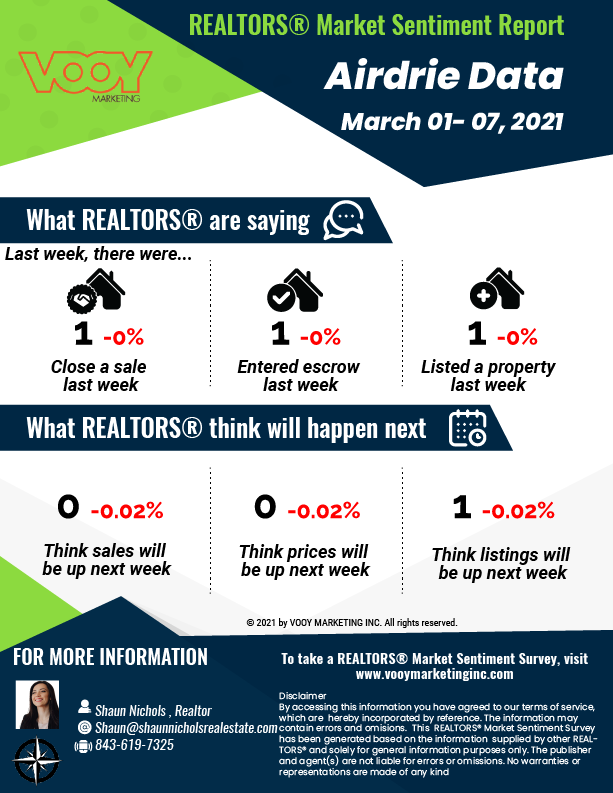 REALTORS® Market Sentiment Report
VOOY
MARKETING
Airdrie Data
March 01- 07, 2021
What REALTORS® are saying
Last week, there were...
1 -0%
1 -0%
1 -0%
Close a sale
last week
Entered escrow
last week
Listed a property
last week
What REALTORS® think will happen next
0 -0.02%
0 -0.02%
1 -0.02%
Think sales will
be up next week
Think prices will
be up next week
Think listings will
be up next week
© 2021 by VOOY MARKETING INC. All rights reserved.
FOR MORE INFORMATION
Shaun Nichols , Realtor
Shaun@shaunnicholsrealestate.com
843-619-7325
To take a REALTORS® Market Sentiment Survey, visit
www.vooymarketinginc.com
Disclaimer
By accessing this information you have agreed to our terms of service,
which are hereby incorporated by reference. The information may
contain errors and omisions. This REALTORS® Market Sentiment Survey
has been generated based on the information supplied by other REAL-
TORS® and solely for general information purposes only. The publisher
and agent(s) are not liable for errors or omissions. No warranties or
representations are made of any kind